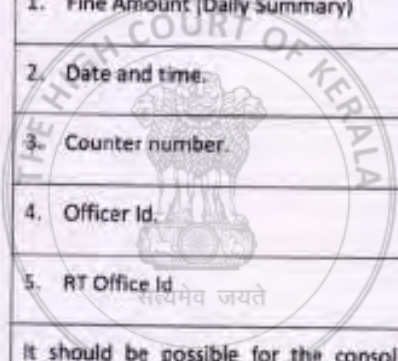 1. Fine Amount (Daily Summary)
THE HIGH COURT OF KERALA
2. Date and time.
3. Counter number.
4. Officer Id.
5. RT Office Id
सत्यमेव जयते
It should be possible for the consol